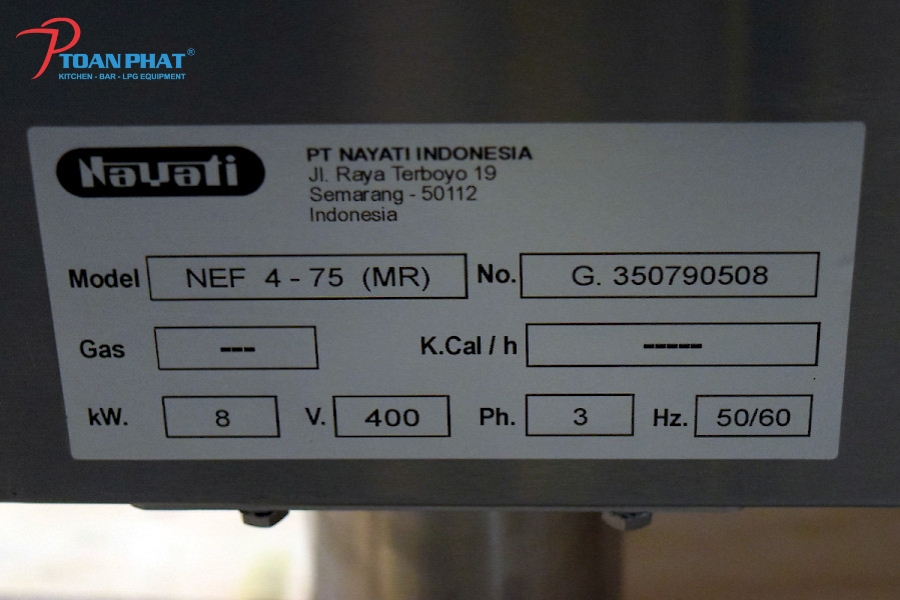 TOANPHAT®
KITCHEN - BAR - LPG EQUIPMENT
Nayati
PT NAYATI INDONESIA
Jl. Raya Terboyo 19
Semarang - 50112
Indonesia
Model NEF 4 - 75 (MR) No. G. 350790508
Gas --- K.Cal / h -----
kW. 8 V. 400 Ph. 3 Hz. 50/60